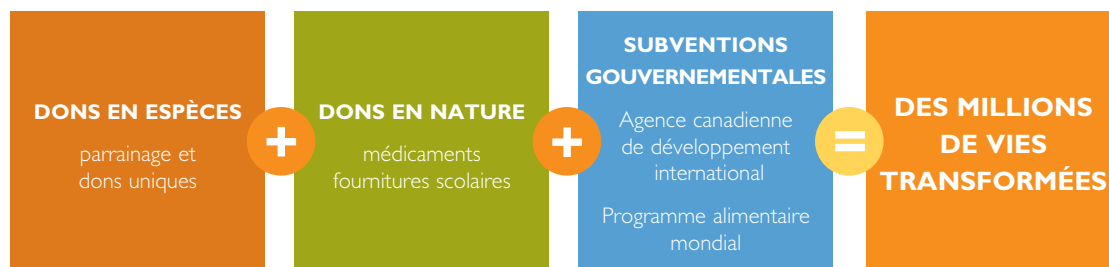 DONS EN ESPÈCES
parrainage et
dons uniques
+
DONS EN NATURE
médicaments
fournitures scolaires
+
SUBVENTIONS
GOUVERNEMENTALES
Agence canadienne
de développement
international
Programme alimentaire
mondial
=
DES MILLIONS
DE VIES
TRANSFORMÉES